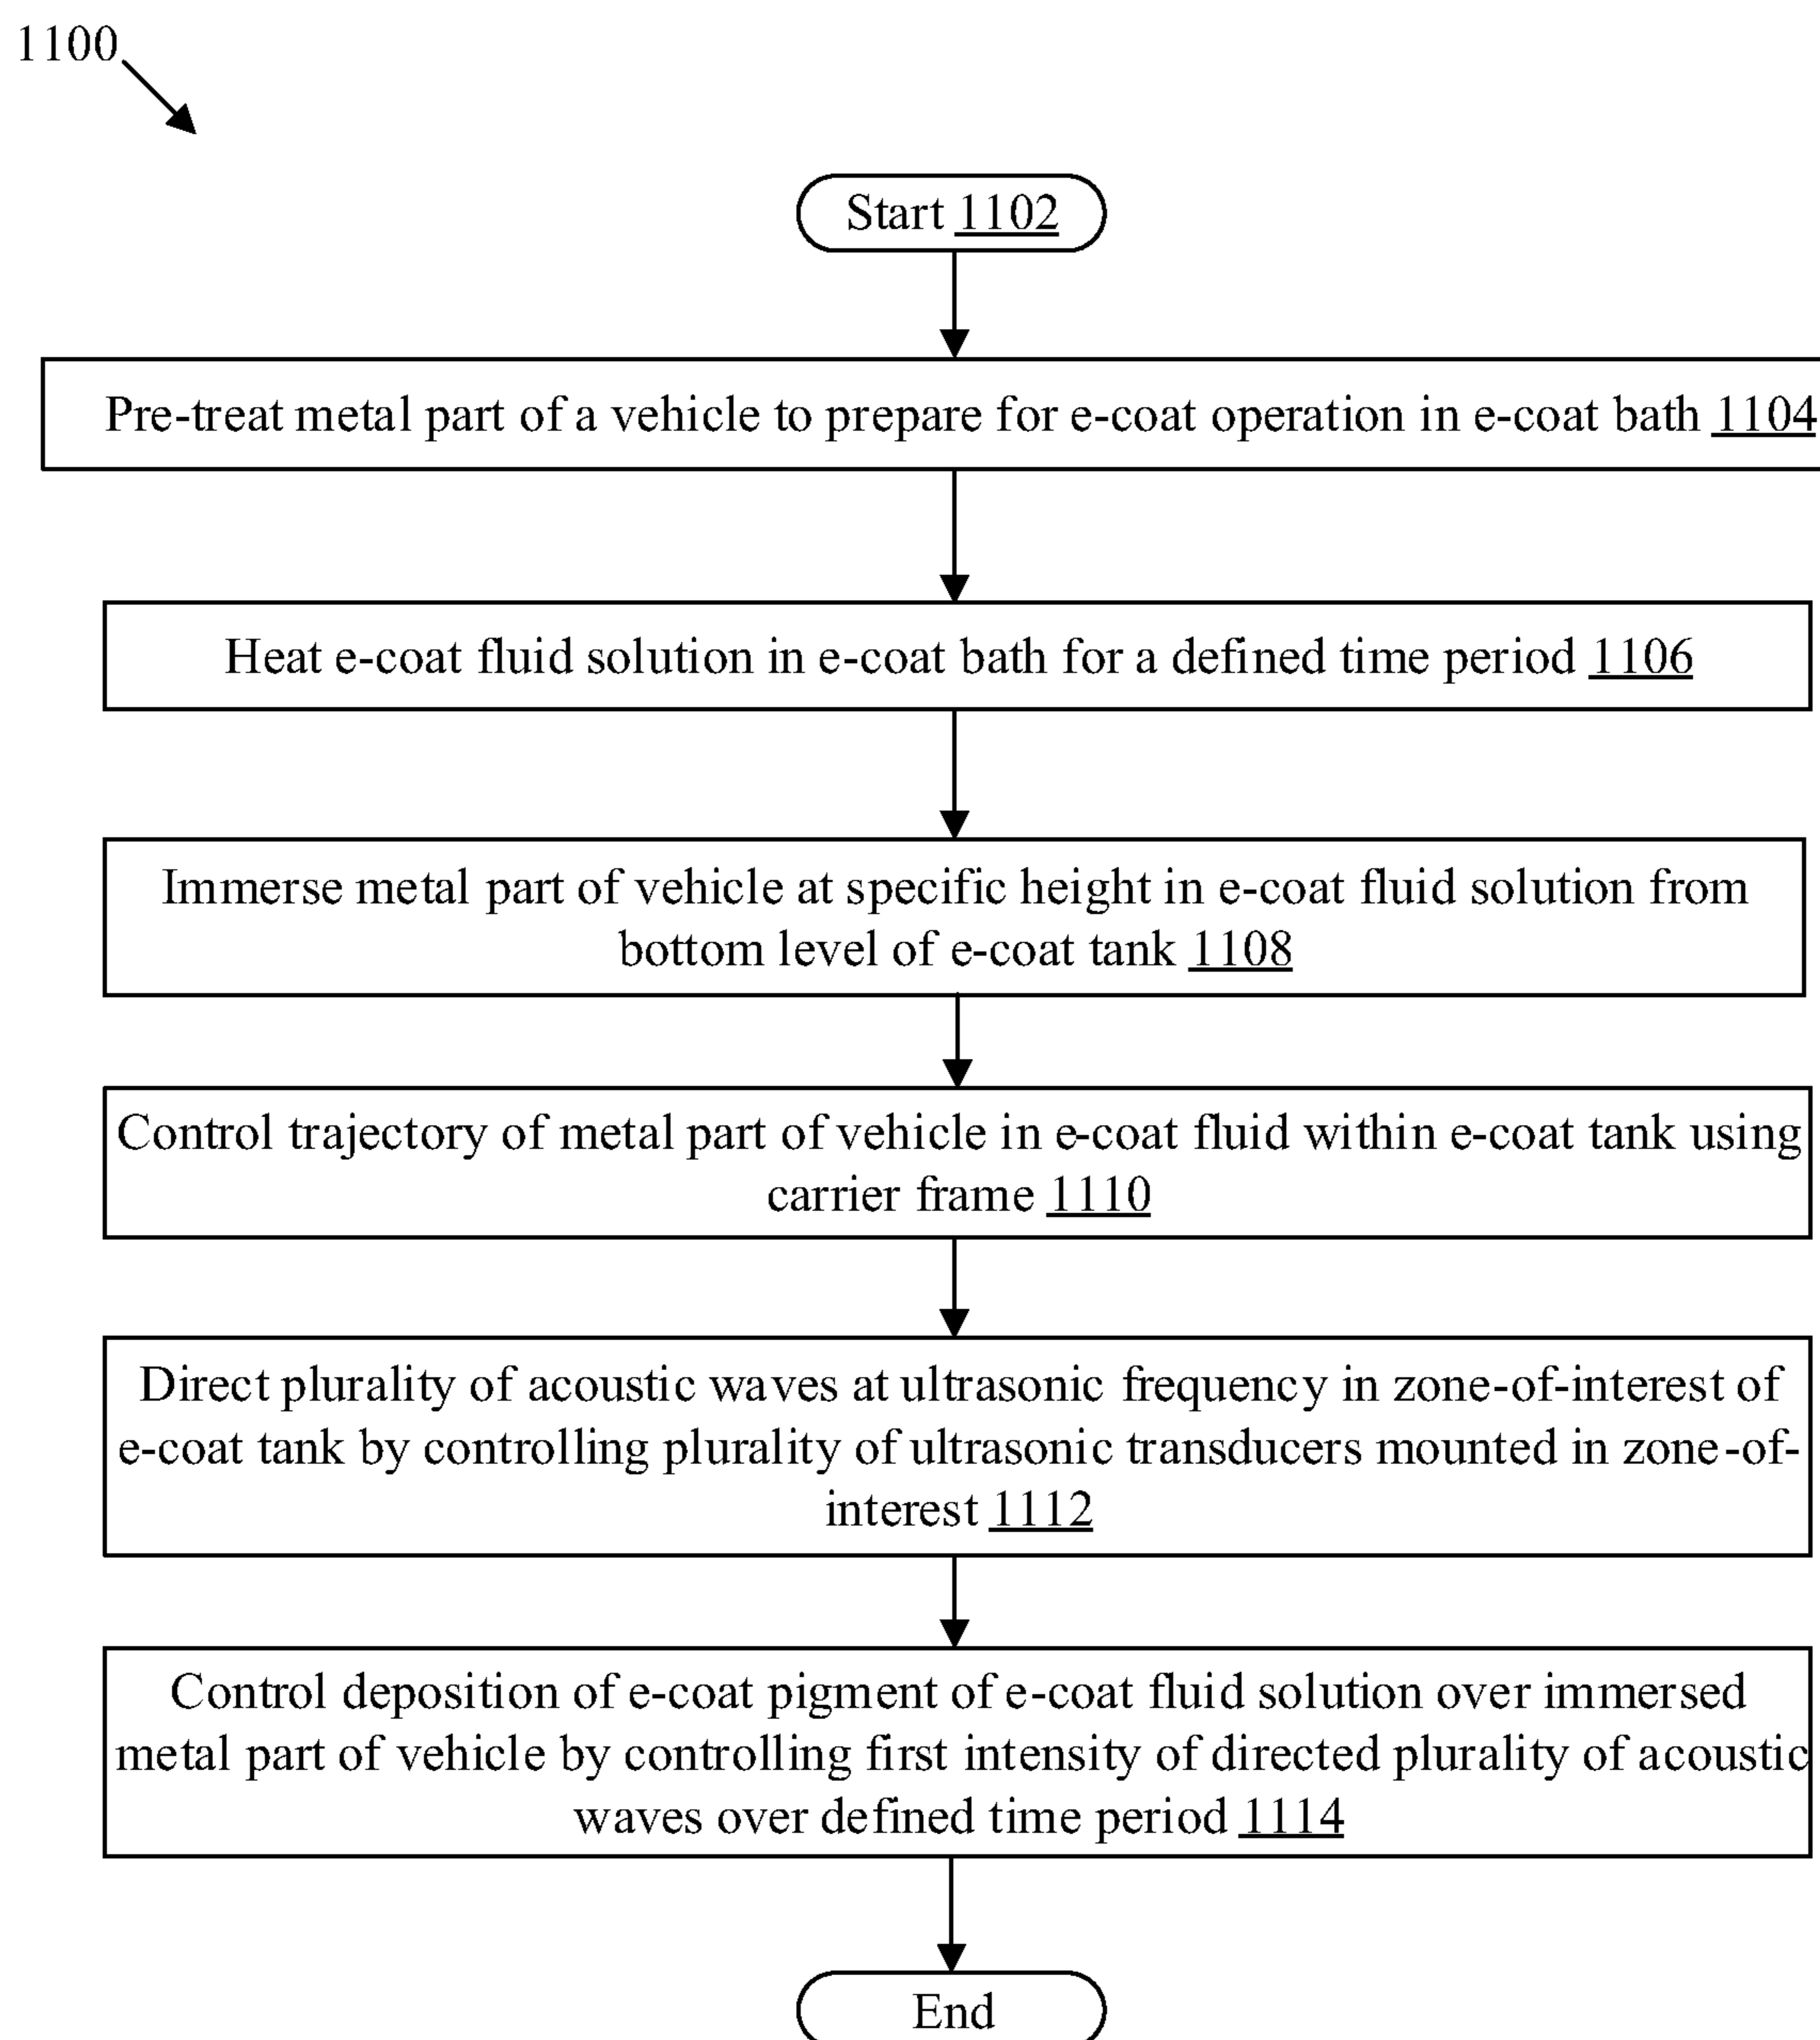 1100
Start 1102
Pre-treat metal part of a vehicle to prepare for e-coat operation in e-coat bath 1104
Heat e-coat fluid solution in e-coat bath for a defined time period 1106
Immerse metal part of vehicle at specific height in e-coat fluid solution from
bottom level of e-coat tank 1108
Control trajectory of metal part of vehicle in e-coat fluid within e-coat tank using
carrier frame 1110
Direct plurality of acoustic waves at ultrasonic frequency in zone-of-interest of
e-coat tank by controlling plurality of ultrasonic transducers mounted in zone-of-
interest 1112
Control deposition of e-coat pigment of e-coat fluid solution over immersed
metal part of vehicle by controlling first intensity of directed plurality of acoustic
waves over defined time period 1114
End